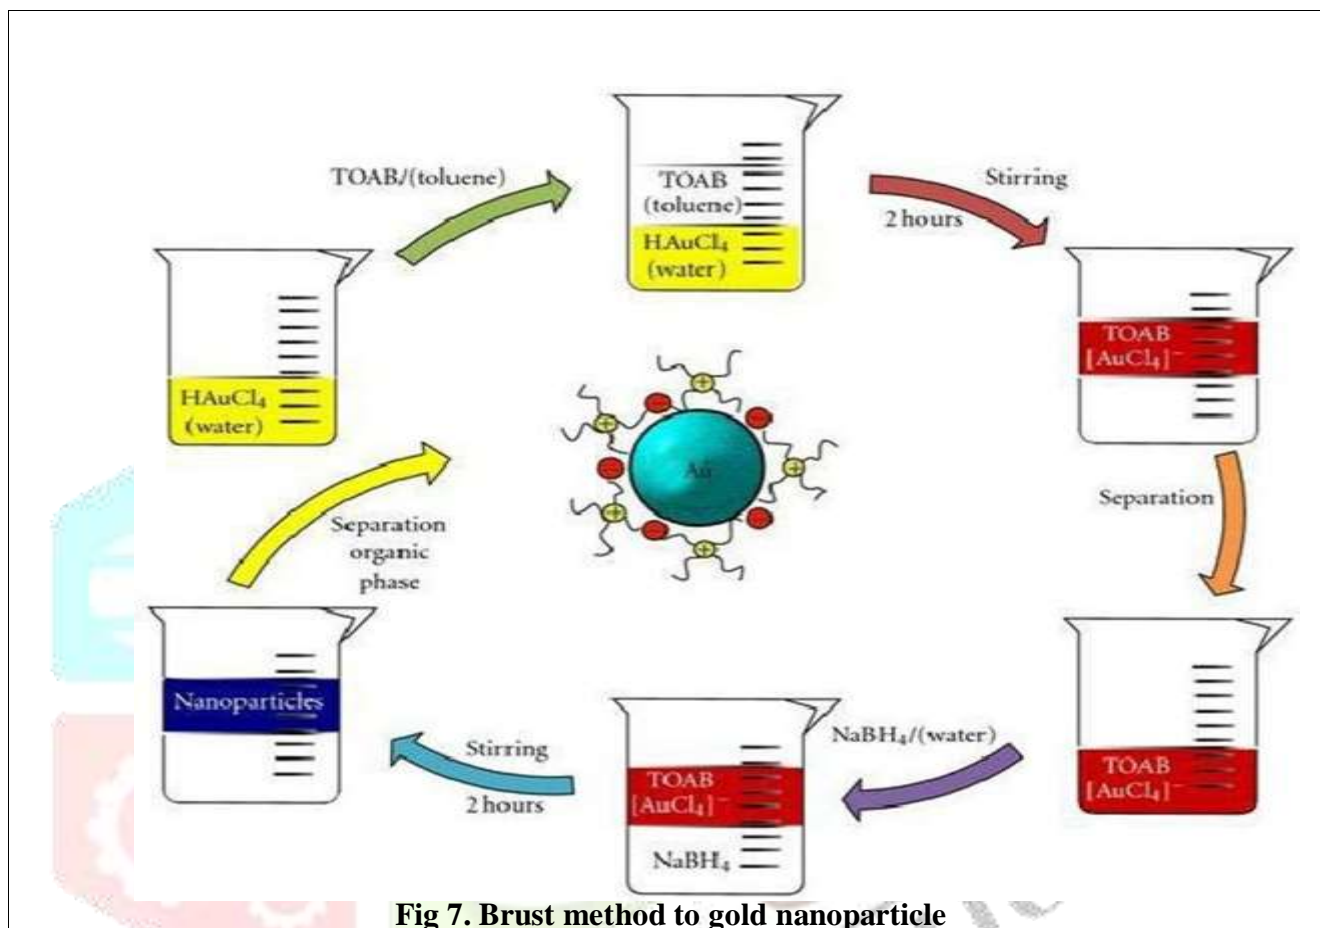 TOAB/(toluene)
TOAB
(toluene)
HAuCl₄
(water)
Stirring
2 hours
HAuCl₄
(water)
TOAB
[AuCl₄]⁻
Au
Separation
Separation
organic
phase
Nanoparticles
Stirring
2 hours
TOAB
[AuCl₄]⁻
NaBH₄
NaBH₄/(water)
TOAB
[AuCl₄]⁻
Fig 7. Brust method to gold nanoparticle